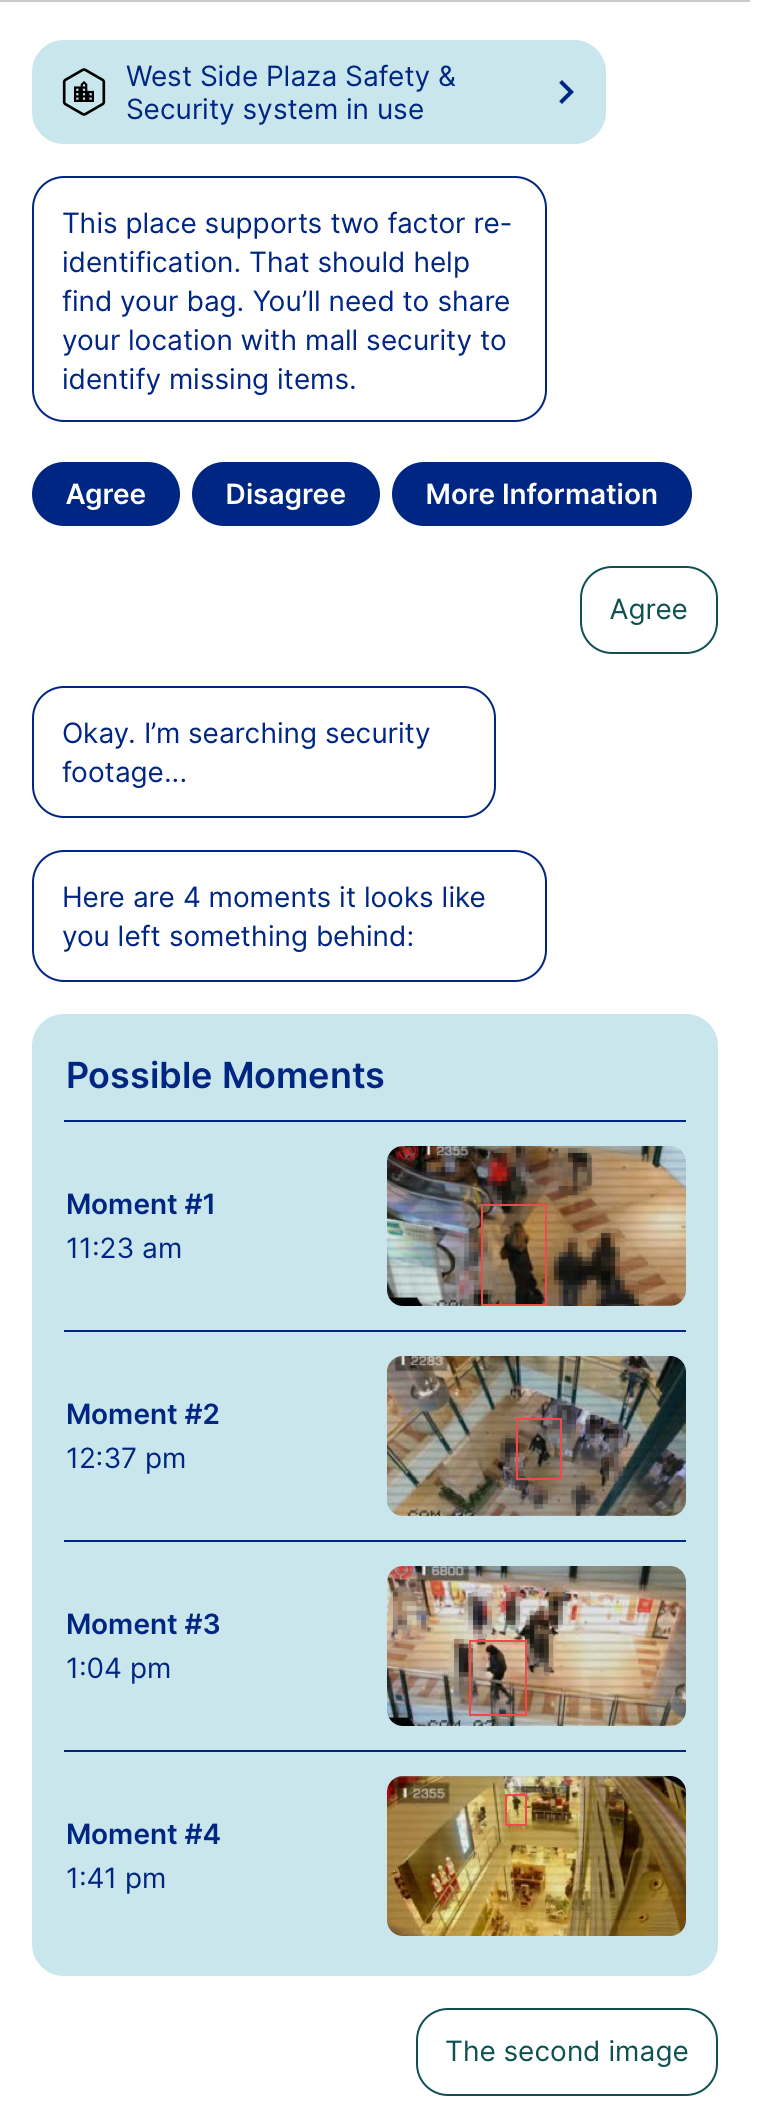 West Side Plaza Safety &
Security system in use
This place supports two factor re-
identification. That should help
find your bag. You’ll need to share
your location with mall security to
identify missing items.
Agree Disagree More Information
Agree
Okay. I’m searching security
footage...
Here are 4 moments it looks like
you left something behind:
Possible Moments
2355
Moment #1
11:23 am
2283
Moment #2
12:37 pm
6800
Moment #3
1:04 pm
2355
Moment #4
1:41 pm
The second image